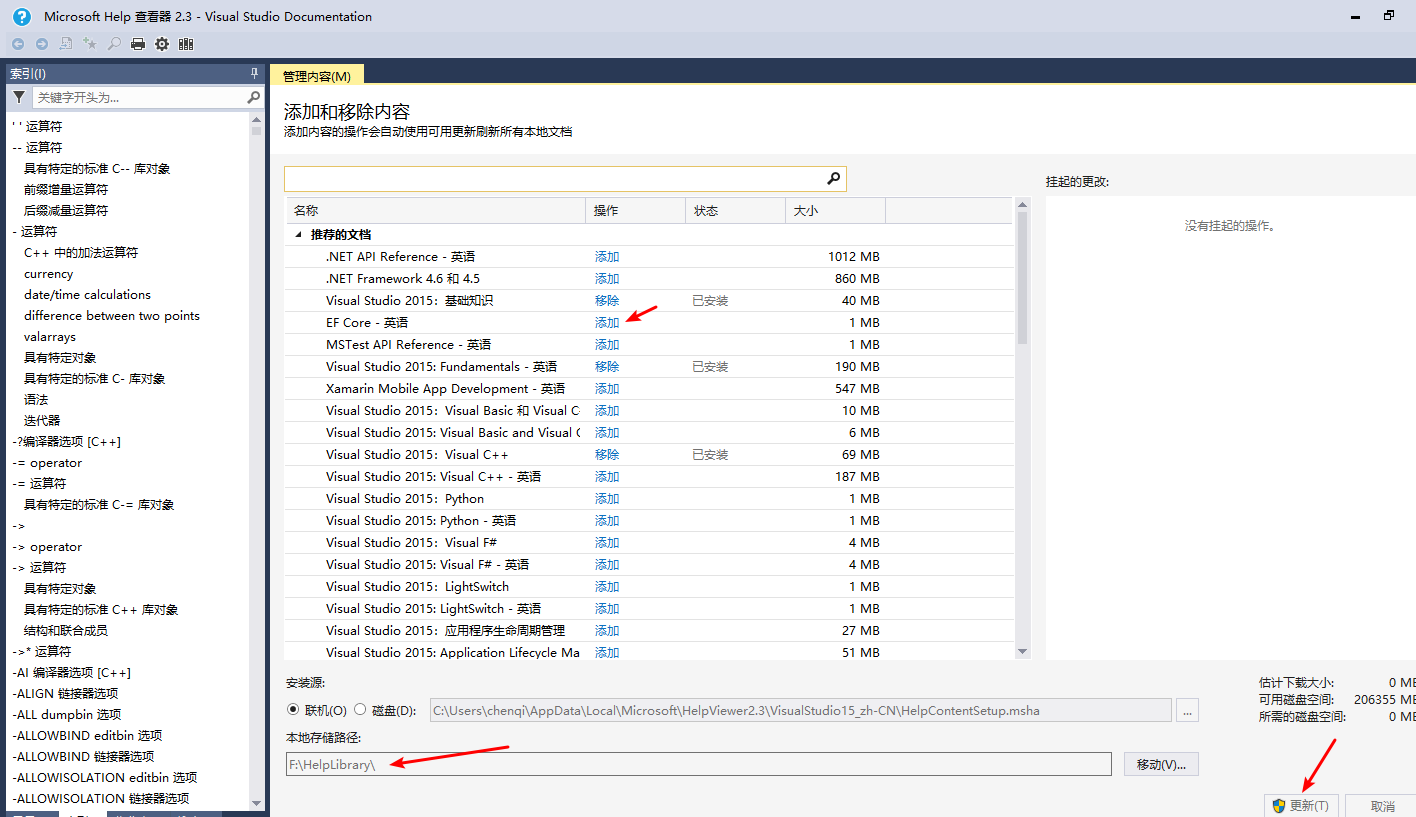 Microsoft Help 查看器 2.3 - Visual Studio Documentation
索引(I)
关键字开头为...
' ' 运算符
-- 运算符
具有特定的标准 C-- 库对象
前缀增量运算符
后缀减量运算符
- 运算符
C++ 中的加法运算符
currency
date/time calculations
difference between two points
valarrays
具有特定对象
具有特定的标准 C- 库对象
语法
迭代器
-?编译器选项 [C++]
-= operator
-= 运算符
具有特定的标准 C-= 库对象
->
-> operator
-> 运算符
具有特定对象
具有特定的标准 C++ 库对象
结构和联合成员
->* 运算符
-AI 编译器选项 [C++]
-ALIGN 链接器选项
-ALL dumpbin 选项
-ALLOWBIND editbin 选项
-ALLOWBIND 链接器选项
-ALLOWISOLATION editbin 选项
-ALLOWISOLATION 链接器选项
管理内容(M)
添加和移除内容
添加内容的操作会自动使用可用更新刷新所有本地文档
名称 操作 状态 大小
推荐的文档
.NET API Reference - 英语 添加 1012 MB
.NET Framework 4.6 和 4.5 添加 860 MB
Visual Studio 2015：基础知识 移除 已安装 40 MB
EF Core - 英语 添加 1 MB
MSTest API Reference - 英语 添加 1 MB
Visual Studio 2015: Fundamentals - 英语 移除 已安装 190 MB
Xamarin Mobile App Development - 英语 添加 547 MB
Visual Studio 2015：Visual Basic 和 Visual C 添加 10 MB
Visual Studio 2015: Visual Basic and Visual 添加 6 MB
Visual Studio 2015：Visual C++ 移除 已安装 69 MB
Visual Studio 2015: Visual C++ - 英语 添加 187 MB
Visual Studio 2015：Python 添加 1 MB
Visual Studio 2015: Python - 英语 添加 1 MB
Visual Studio 2015：Visual F# 添加 4 MB
Visual Studio 2015: Visual F# - 英语 添加 4 MB
Visual Studio 2015：LightSwitch 添加 1 MB
Visual Studio 2015: LightSwitch - 英语 添加 1 MB
Visual Studio 2015：应用程序生命周期管理 添加 27 MB
Visual Studio 2015: Application Lifecycle Ma 添加 51 MB
挂起的更改:
没有挂起的操作。
安装源:
联机(O) 磁盘(D): C:\Users\chenqi\AppData\Local\Microsoft\HelpViewer2.3\VisualStudio15_zh-CN\HelpContentSetup.msha ...
本地存储路径:
F:\HelpLibrary\ 移动(V)...
估计下载大小: 0 MB
可用磁盘空间: 206355 MB
所需的磁盘空间: 0 MB
更新(T) 取消